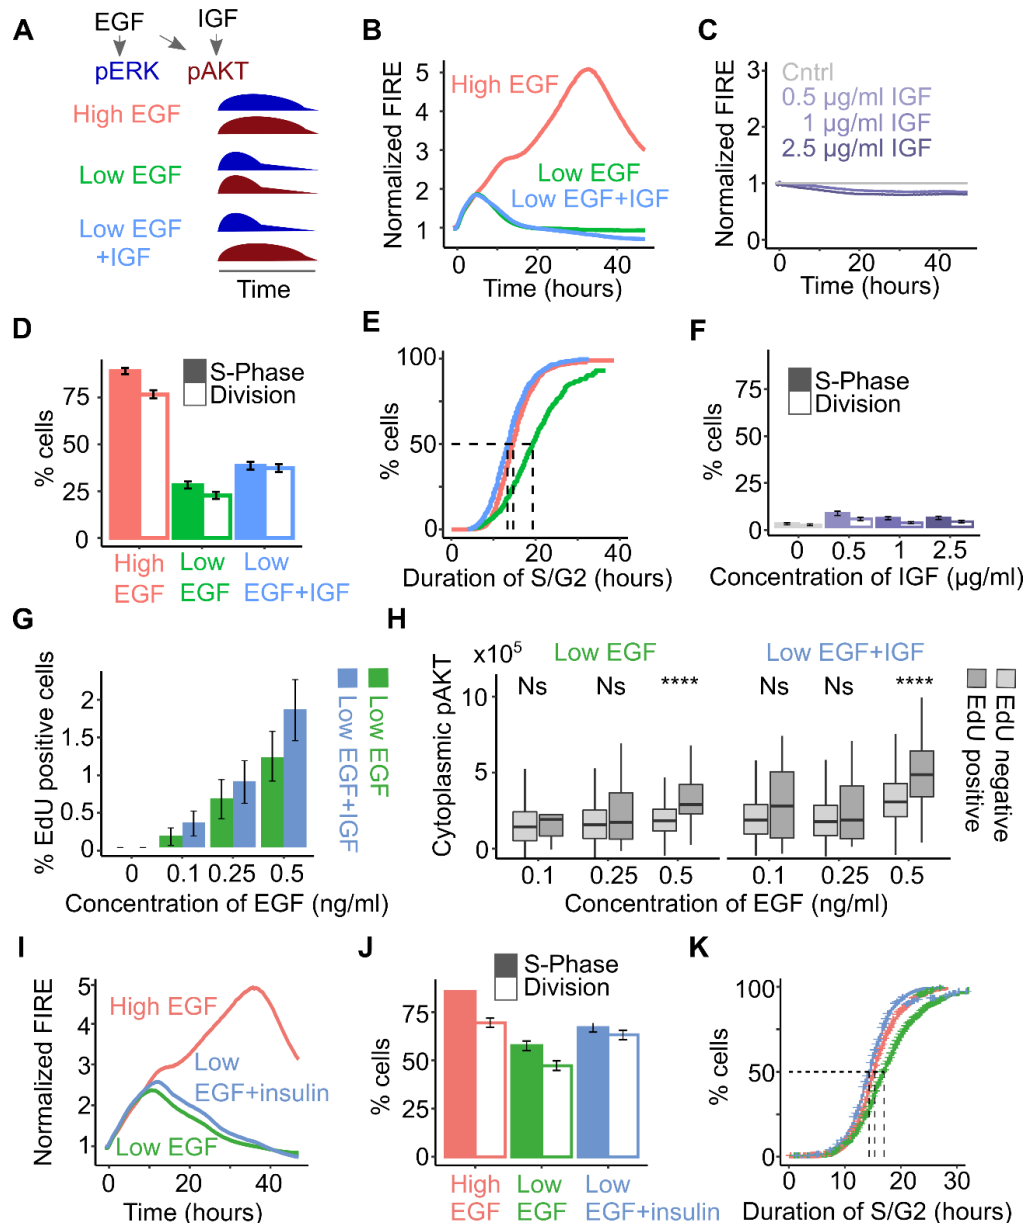 A
EGF
IGF
pERK
pAKT
High EGF
Low EGF
Low EGF
+IGF
Time
B
Normalized FIRE
5
4
3
2
1
High EGF
Low EGF
Low EGF+IGF
0
20
40
Time (hours)
C
Normalized FIRE
3
2
1
0
Cntrl
0.5 µg/ml IGF
1 µg/ml IGF
2.5 µg/ml IGF
0
20
40
Time (hours)
D
% cells
75
50
25
0
S-Phase
Division
High
EGF
Low
EGF
Low
EGF+IGF
E
% cells
100
50
0
0
20
40
Duration of S/G2 (hours)
F
% cells
75
50
25
0
S-Phase
Division
0
0.5
1
2.5
Concentration of IGF (µg/ml)
G
% EdU positive cells
2
1.5
1
0.5
0
0
0.1
0.25
0.5
Concentration of EGF (ng/ml)
Low EGF+IGF
Low EGF
H
Cytoplasmic pAKT
x10⁵
10
5
0
Low EGF
Low EGF+IGF
Ns
Ns
****
Ns
Ns
****
0.1
0.25
0.5
0.1
0.25
0.5
Concentration of EGF (ng/ml)
EdU negative
EdU positive
I
Normalized FIRE
5
4
3
2
1
High EGF
Low
EGF+insulin
Low EGF
0
20
40
Time (hours)
J
% cells
75
50
25
0
S-Phase
Division
High
EGF
Low
EGF
Low
EGF+insulin
K
% cells
100
50
0
0
10
20
30
Duration of S/G2 (hours)